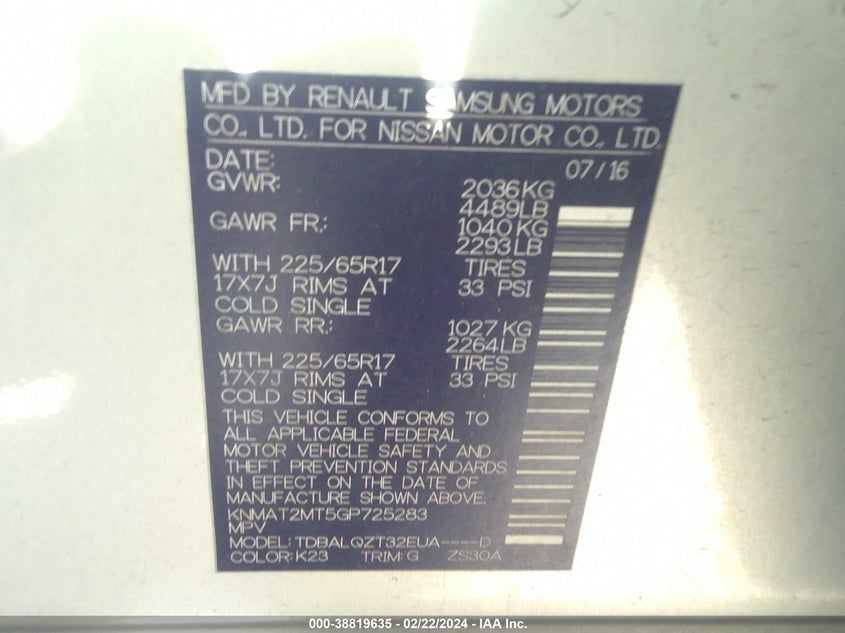 MFD BY RENAULT SAMSUNG MOTORS
CO., LTD. FOR NISSAN MOTOR CO., LTD.
DATE: 07/16
GVWR: 2036KG
4489LB
GAWR FR.: 1040KG
2293LB
WITH 225/65R17 TIRES
17X7J RIMS AT 33 PSI
COLD SINGLE
GAWR RR.: 1027KG
2264LB
WITH 225/65R17 TIRES
17X7J RIMS AT 33 PSI
COLD SINGLE
THIS VEHICLE CONFORMS TO
ALL APPLICABLE FEDERAL
MOTOR VEHICLE SAFETY AND
THEFT PREVENTION STANDARDS
IN EFFECT ON THE DATE OF
MANUFACTURE SHOWN ABOVE.
KNMAT2MT5GP725283
MPV
MODEL: TDBALQZT32EUA----D
COLOR: K23 TRIM: G ZS30A
000-38819635 - 02/22/2024 - IAA Inc.